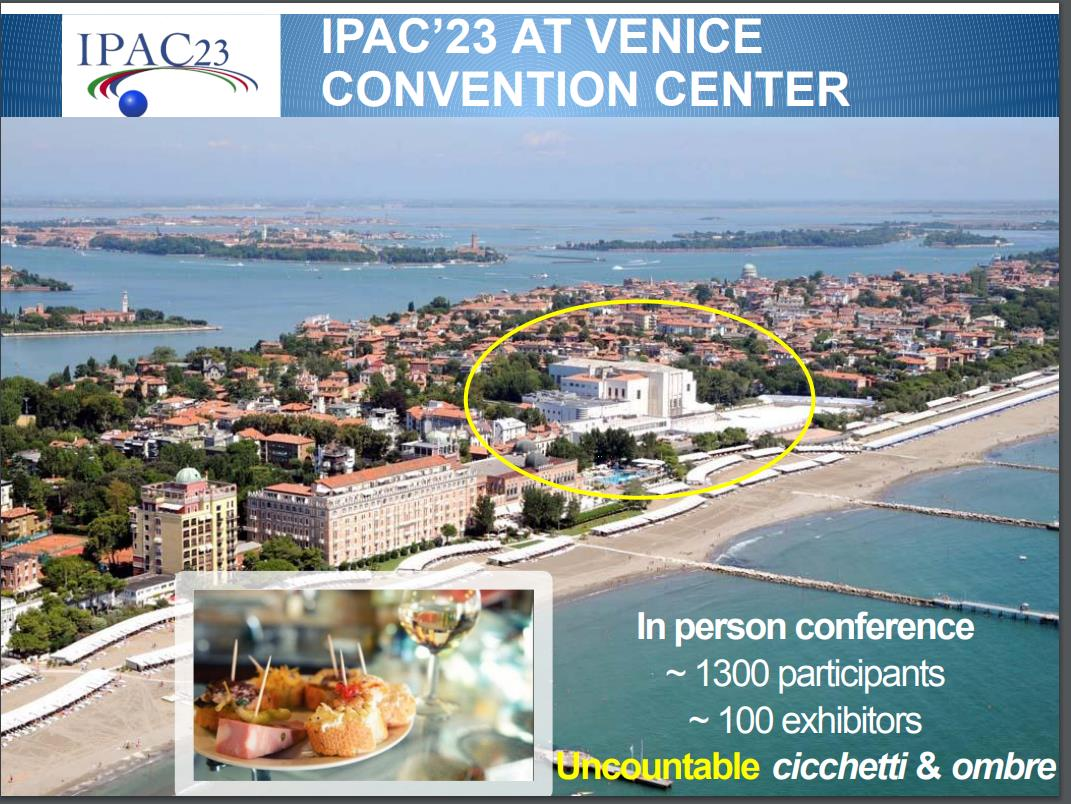 IPAC23
IPAC’23 AT VENICE
CONVENTION CENTER
In person conference
~ 1300 participants
~ 100 exhibitors
Uncountable cicchetti & ombre